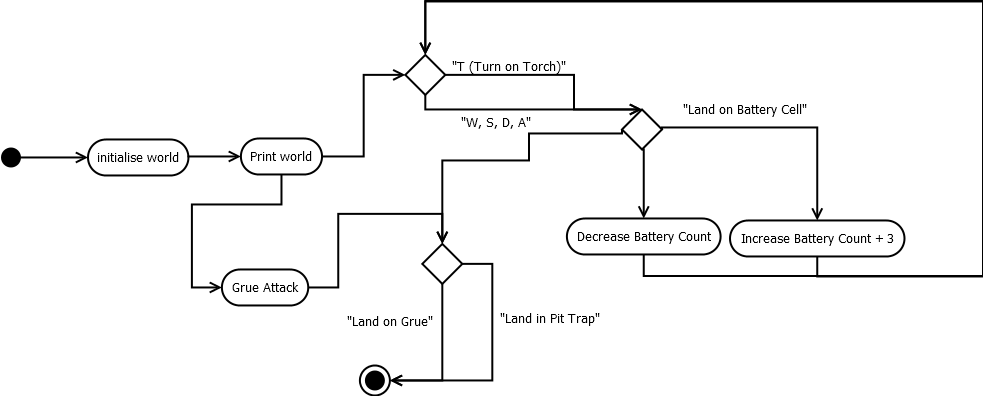 "T (Turn on Torch)"
"Land on Battery Cell"
"W, S, D, A"
initialise world
Print world
Decrease Battery Count
Increase Battery Count + 3
Grue Attack
"Land on Grue"
"Land in Pit Trap"